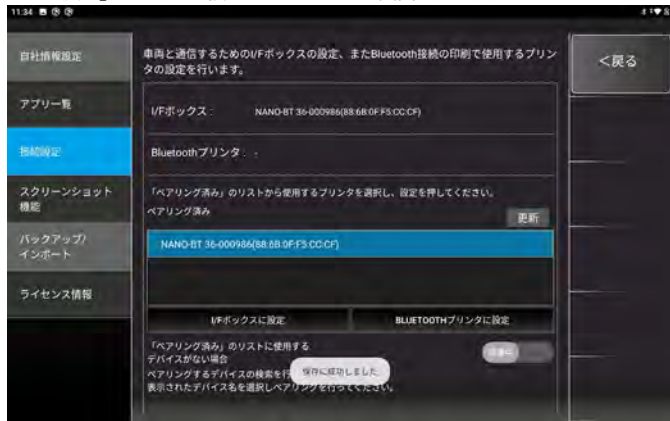 11:34
自社情報設定
車両と通信するためのI/Fボックスの設定、またBluetooth接続の印刷で使用するプリン
タの設定を行います。
<戻る
アプリ一覧
I/Fボックス :
NANO-BT 36-000986(88:6B:0F:F5:CC:CF)
接続設定
Bluetoothプリンタ : -
スクリーンショット
機能
「ペアリング済み」のリストから使用するプリンタを選択し、設定を押してください。
ペアリング済み
更新
バックアップ/
インポート
NANO-BT 36-000986(88:6B:0F:F5:CC:CF)
ライセンス情報
I/Fボックスに設定
BLUETOOTHプリンタに設定
「ペアリング済み」のリストに使用する
デバイスがない場合
ペアリングするデバイスの検索を行
保存に成功しました
表示されたデバイス名を選択しペアリングを行ってください。